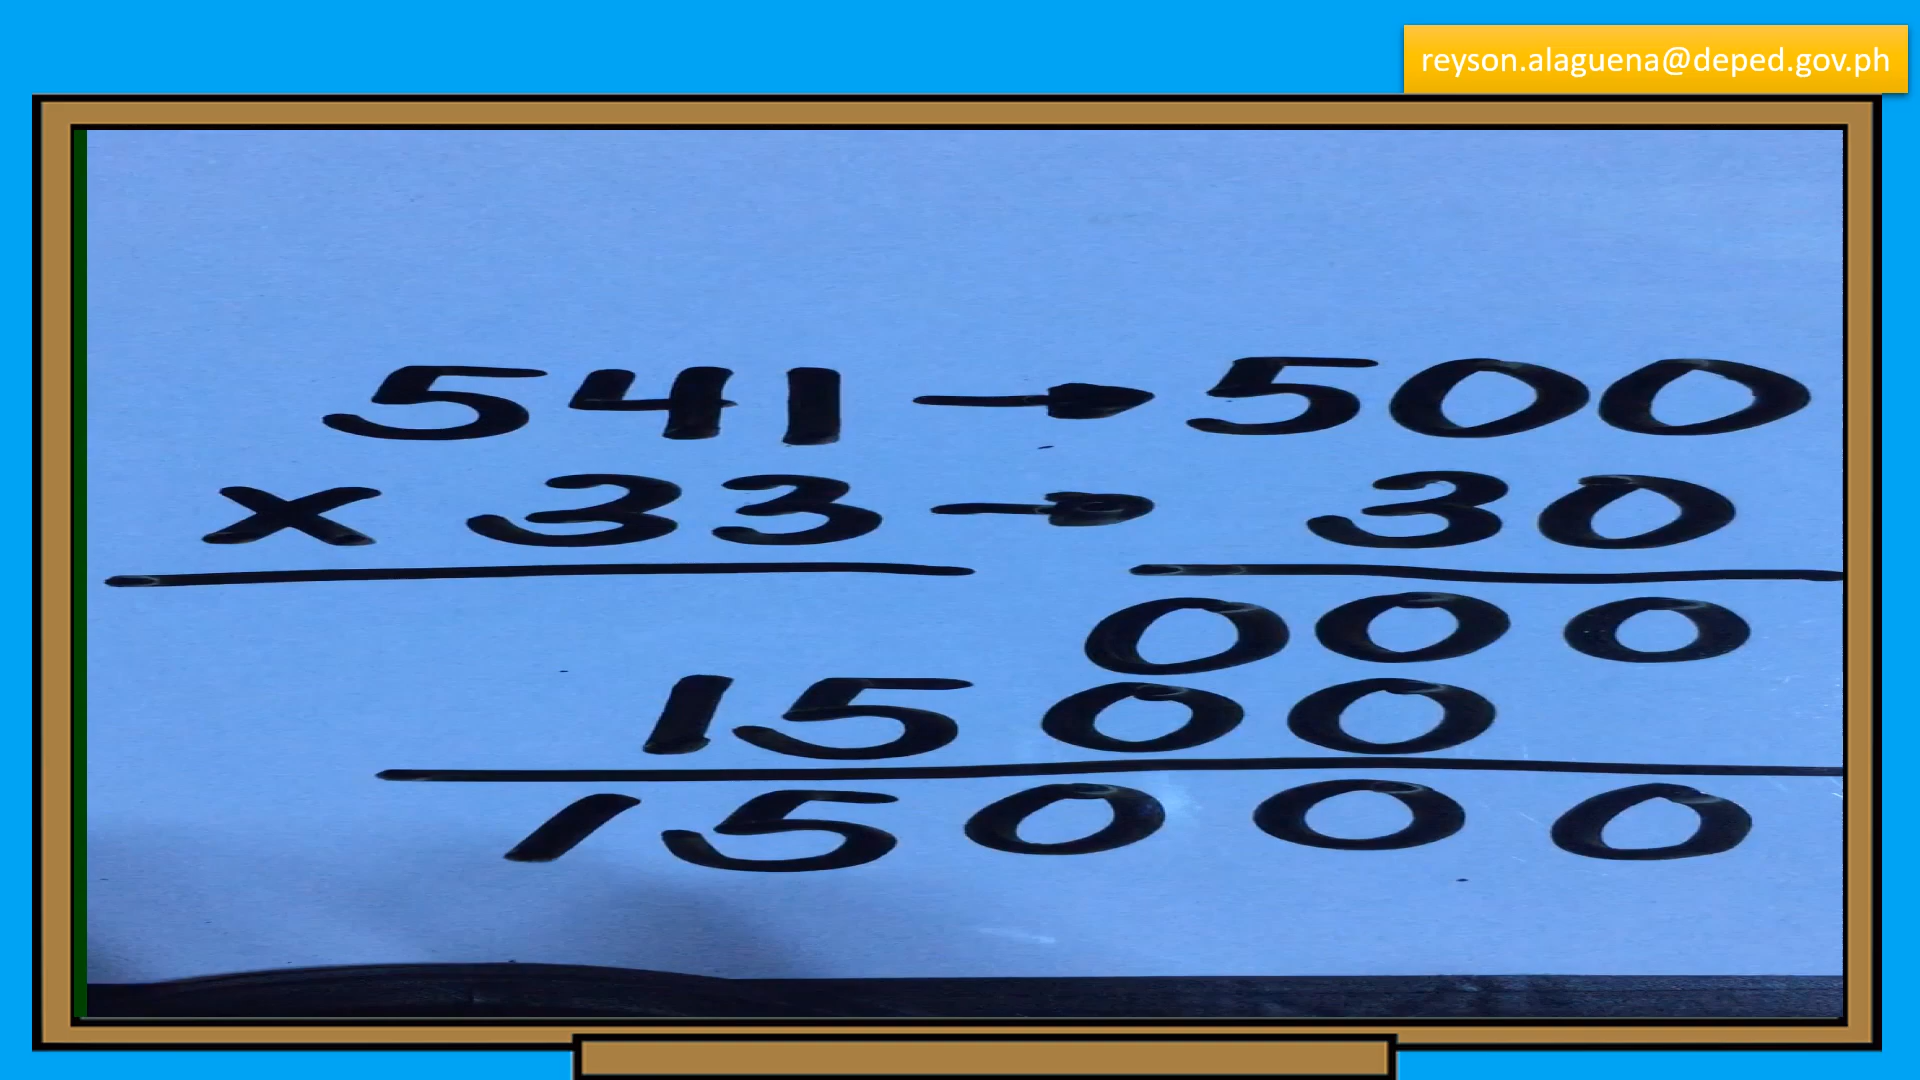 reyson.alaguena@deped.gov.ph
541 → 500
x 33 → 30
000
1500
15000